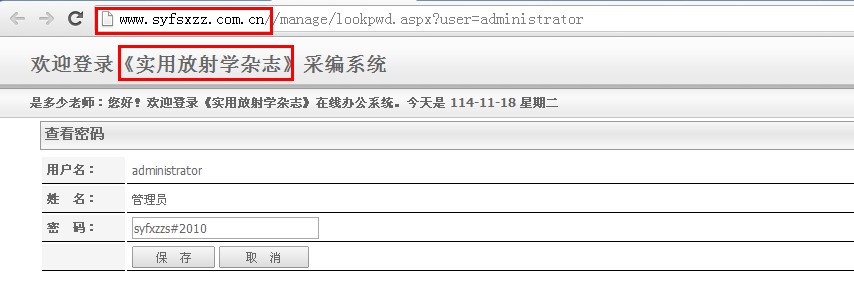 www.syfsxzz.com.cn//manage/lookpwd.aspx?user=administrator
欢迎登录《实用放射学杂志》采编系统
是多少老师：您好！欢迎登录《实用放射学杂志》在线办公系统。今天是 114-11-18 星期二
查看密码
用户名： administrator
姓 名： 管理员
密 码： syfxzzs#2010
保 存 取 消